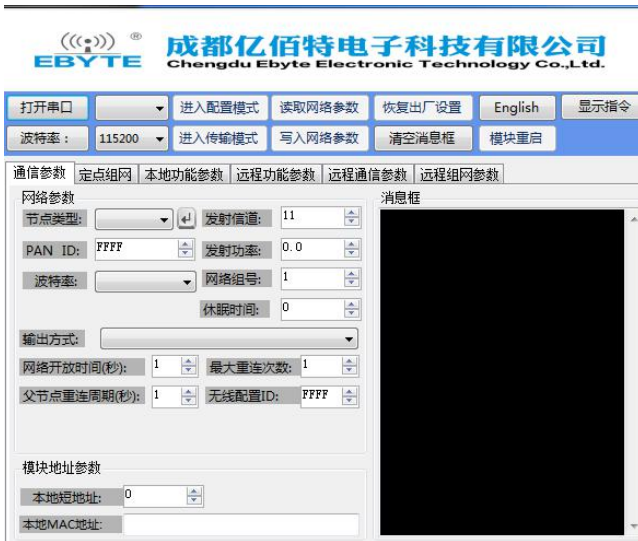 (((•))) ®
EBYTE
成都亿佰特电子科技有限公司
Chengdu Ebyte Electronic Technology Co.,Ltd.
打开串口 进入配置模式 读取网络参数 恢复出厂设置 English 显示指令
波特率： 115200 进入传输模式 写入网络参数 清空消息框 模块重启
通信参数 定点组网 本地功能参数 远程功能参数 远程通信参数 远程组网参数
网络参数 消息框
节点类型: 发射信道: 11
PAN ID: FFFF 发射功率: 0.0
波特率: 网络组号: 1
休眠时间: 0
输出方式:
网络开放时间(秒): 1 最大重连次数: 1
父节点重连周期(秒): 1 无线配置ID: FFFF
模块地址参数
本地短地址: 0
本地MAC地址: